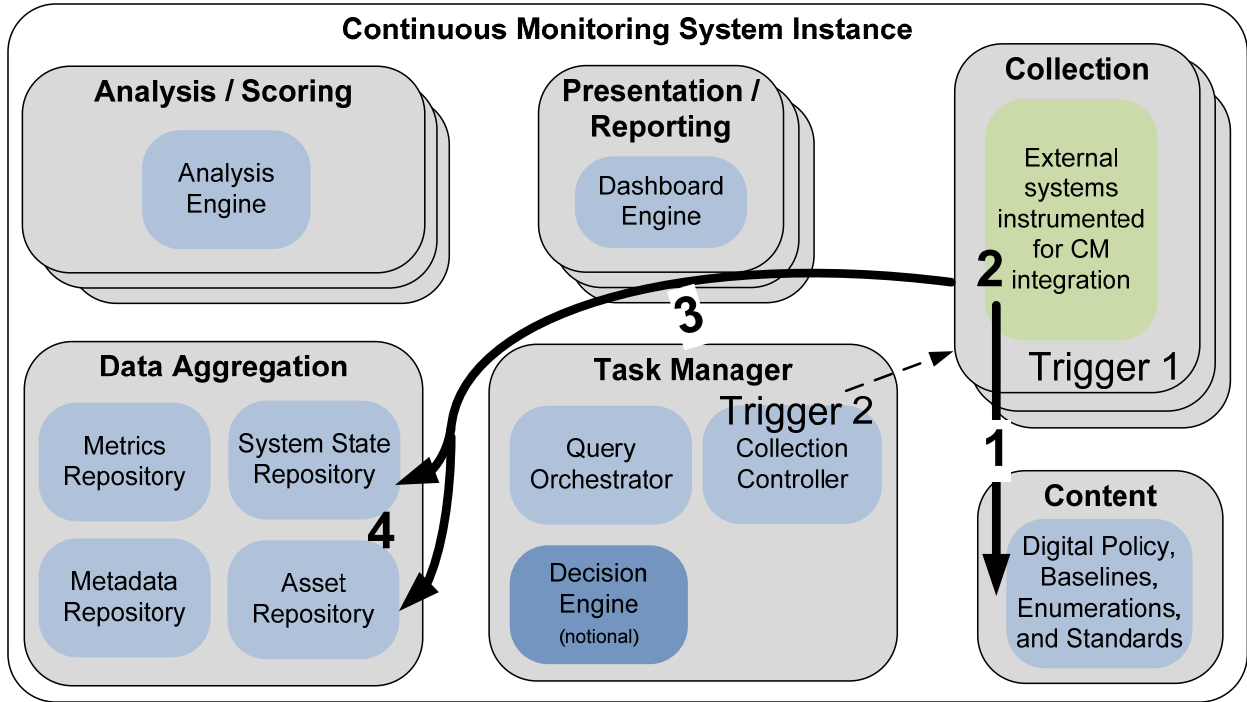 Continuous Monitoring System Instance
Analysis / Scoring
Analysis
Engine
Presentation /
Reporting
Dashboard
Engine
Collection
External
systems
instrumented
for CM
integration
2
Trigger 1
3
1
Data Aggregation
Metrics
Repository
System State
Repository
4
Metadata
Repository
Asset
Repository
Task Manager
Trigger 2
Query
Orchestrator
Collection
Controller
Decision
Engine
(notional)
Content
Digital Policy,
Baselines,
Enumerations,
and Standards